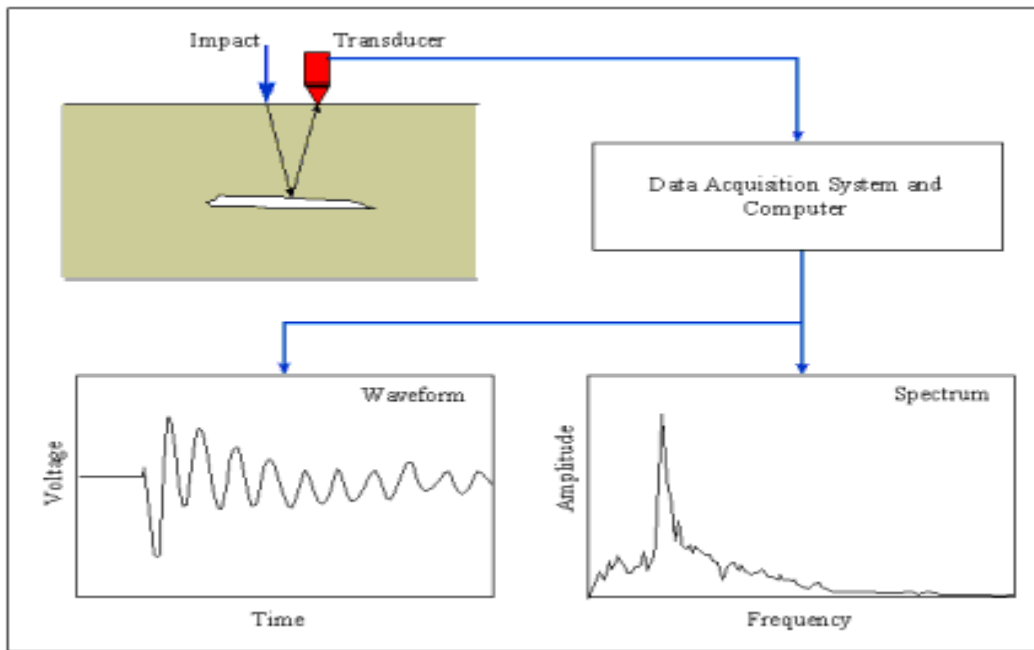 Impact
Transducer
Data Acquisition System and
Computer
Waveform
Voltage
Time
Spectrum
Amplitude
Frequency